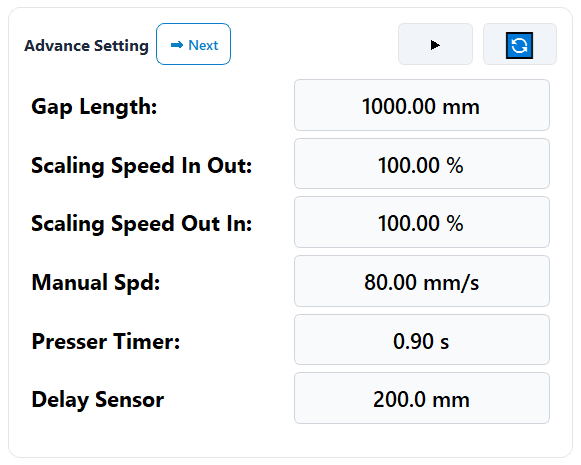 Advance Setting ➡ Next
Gap Length: 1000.00 mm
Scaling Speed In Out: 100.00 %
Scaling Speed Out In: 100.00 %
Manual Spd: 80.00 mm/s
Presser Timer: 0.90 s
Delay Sensor 200.0 mm